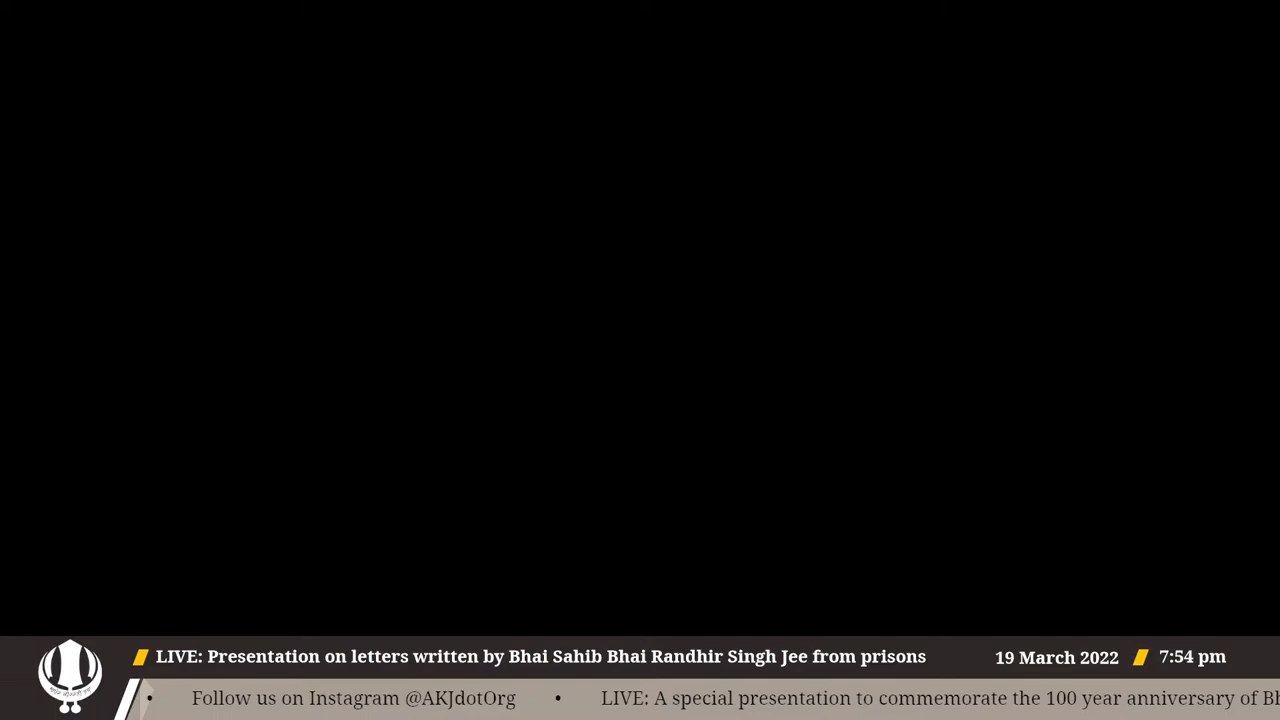 LIVE: Presentation on letters written by Bhai Sahib Bhai Randhir Singh Jee from prisons
19 March 2022
7:54 pm
• Follow us on Instagram @AKJdotOrg • LIVE: A special presentation to commemorate the 100 year anniversary of